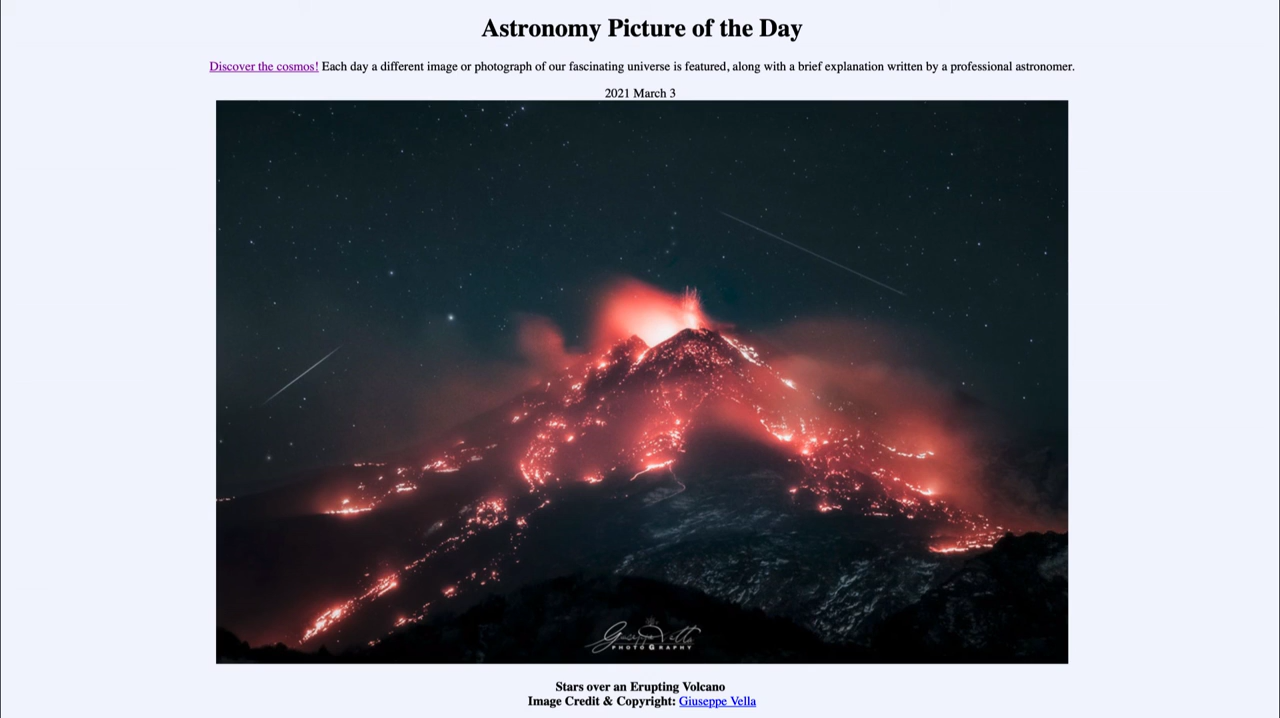 Astronomy Picture of the Day
Discover the cosmos! Each day a different image or photograph of our fascinating universe is featured, along with a brief explanation written by a professional astronomer.
2021 March 3
Giuseppe Vella
PHOTOGRAPHY
Stars over an Erupting Volcano
Image Credit & Copyright: Giuseppe Vella